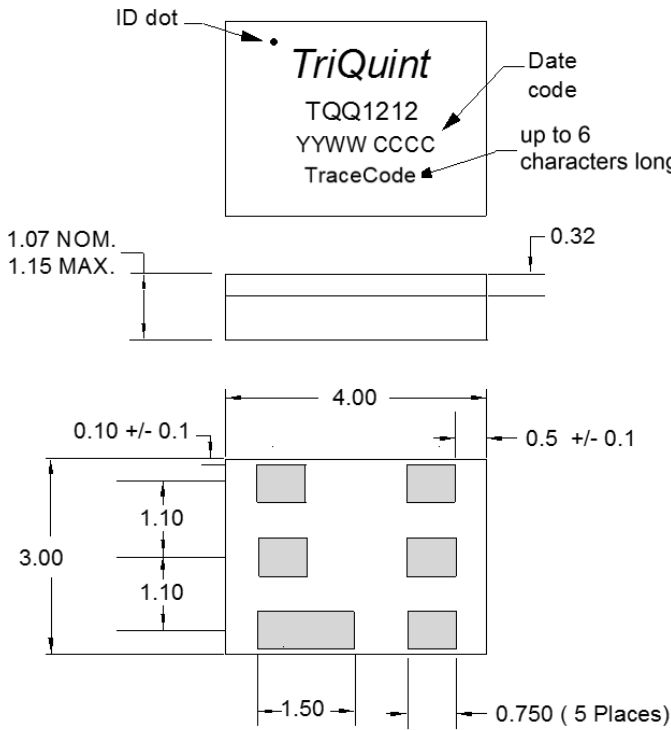 ID dot
TriQuint
TQQ1212
YYWW CCCC
TraceCode
Date
code
up to 6
characters long
1.07 NOM.
1.15 MAX.
0.32
4.00
0.10 +/- 0.1
0.5 +/- 0.1
1.10
3.00
1.10
1.50
0.750 ( 5 Places)